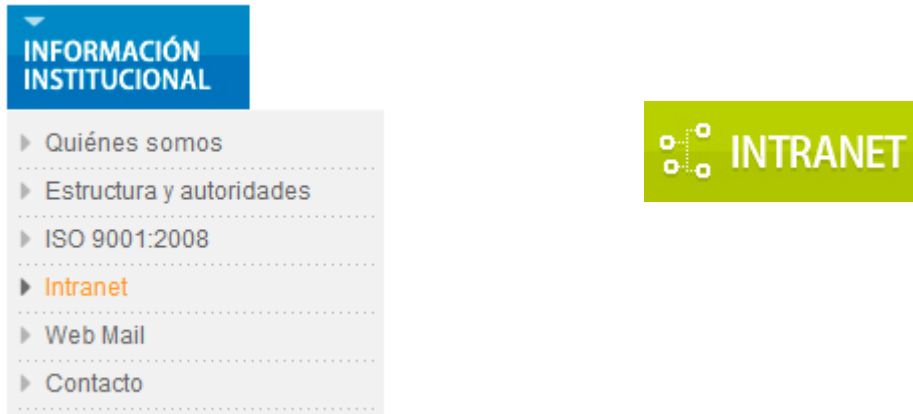 INFORMACIÓN
INSTITUCIONAL
Quiénes somos
Estructura y autoridades
ISO 9001:2008
Intranet
Web Mail
Contacto
INTRANET